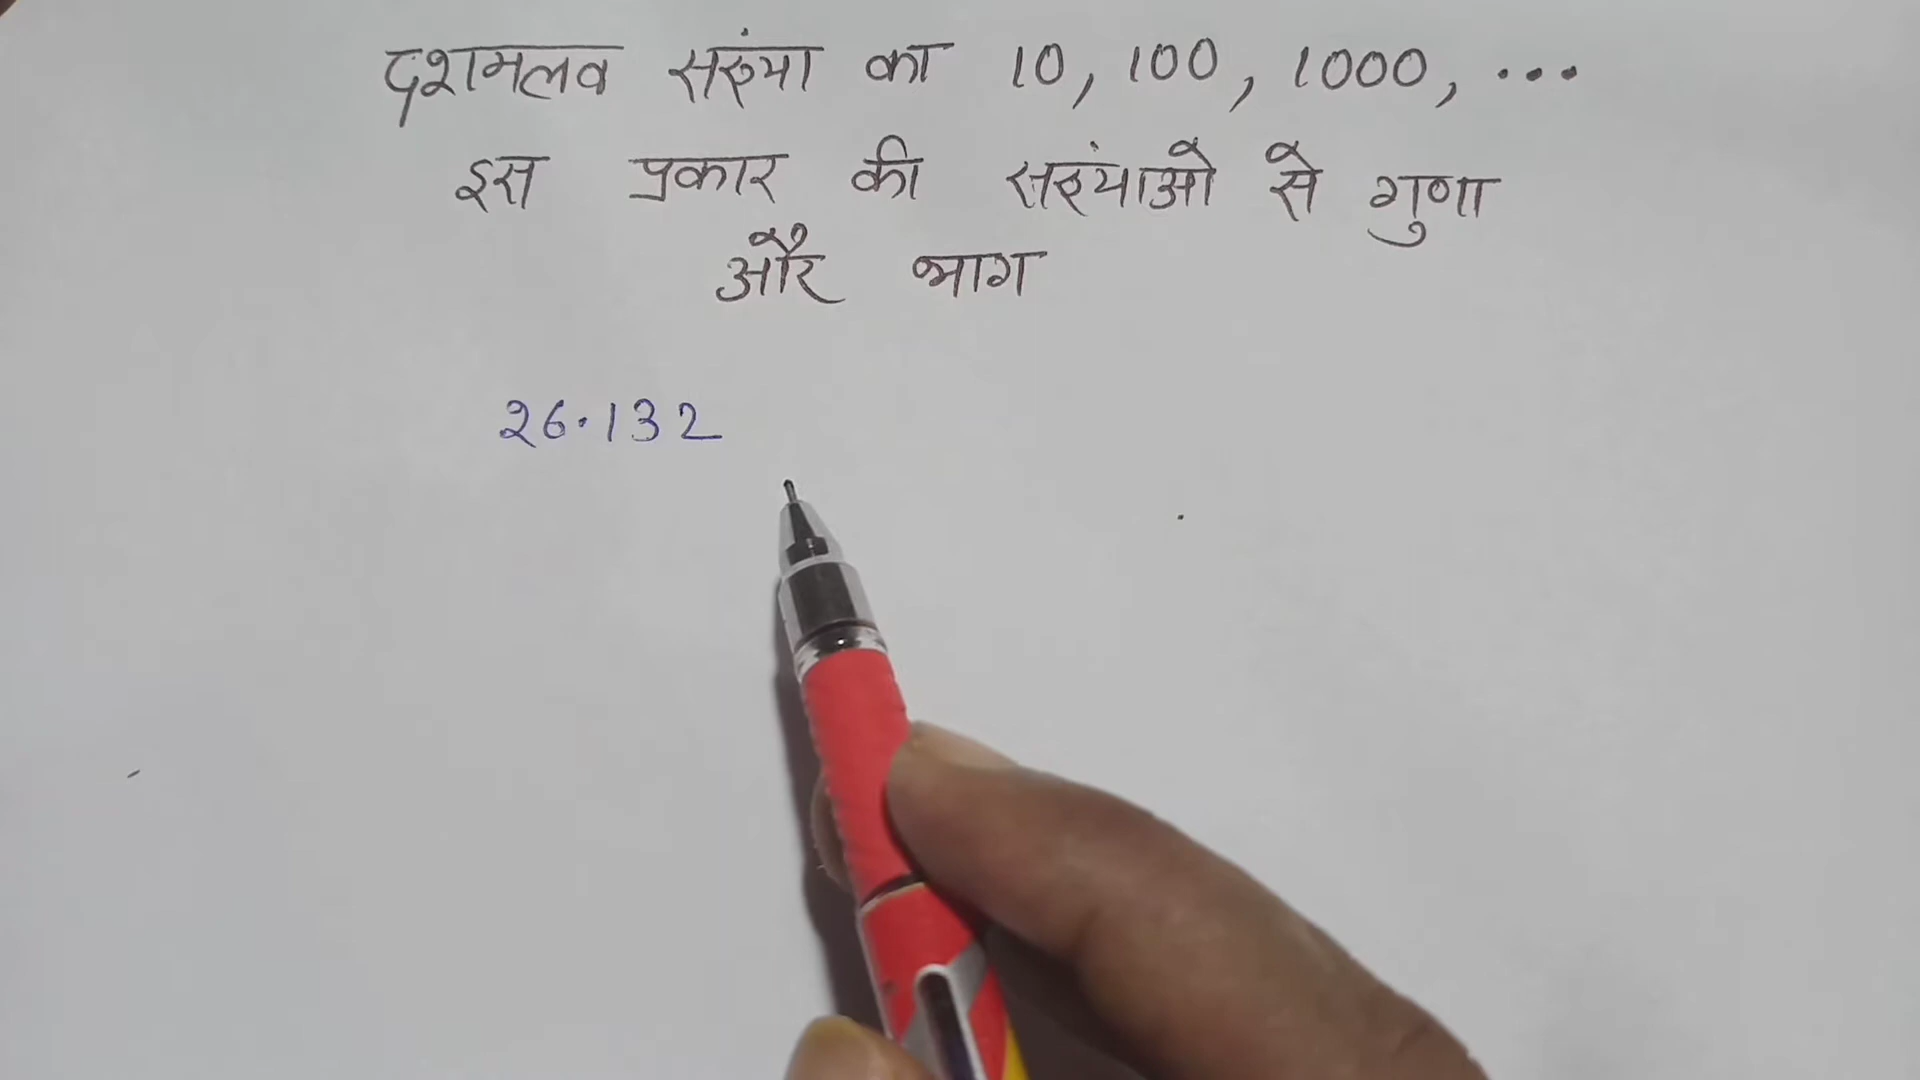 दशमलव संख्या का 10, 100, 1000, ...
इस प्रकार की संख्याओ से गुणा
और भाग
26.132